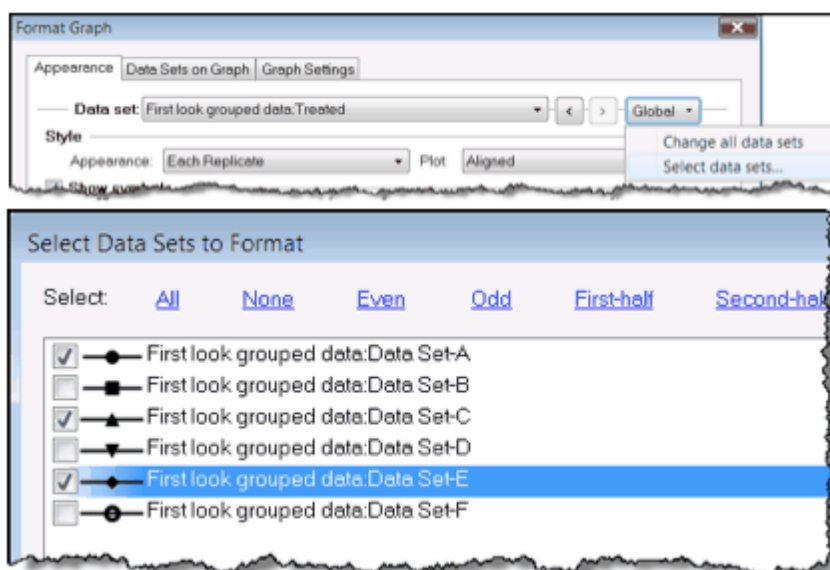 Format Graph
Appearance Data Sets on Graph Graph Settings
Data set: First look grouped data:Treated < > Global
Style
Change all data sets
Appearance: Each Replicate Plot Aligned
Select data sets...
Show
Select Data Sets to Format
Select: All None Even Odd First-half Second-hal
First look grouped data:Data Set-A
First look grouped data:Data Set-B
First look grouped data:Data Set-C
First look grouped data:Data Set-D
First look grouped data:Data Set-E
First look grouped data:Data Set-F